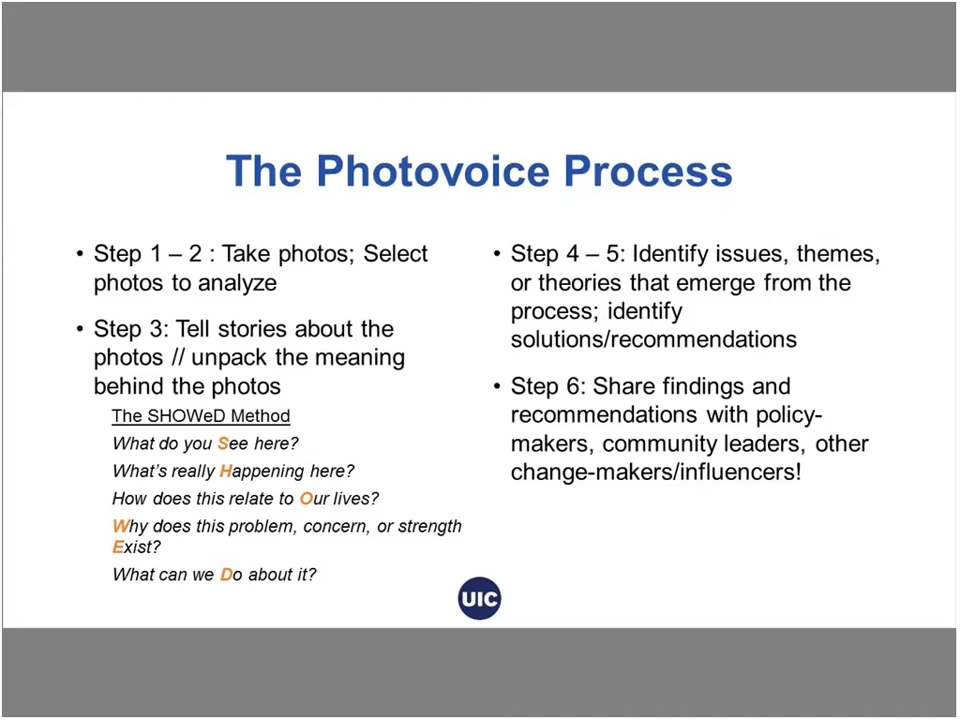 The Photovoice Process
• Step 1 – 2 : Take photos; Select
photos to analyze
• Step 3: Tell stories about the
photos // unpack the meaning
behind the photos
The SHOWeD Method
What do you See here?
What's really Happening here?
How does this relate to Our lives?
Why does this problem, concern, or strength
Exist?
What can we Do about it?
• Step 4 – 5: Identify issues, themes,
or theories that emerge from the
process; identify
solutions/recommendations
• Step 6: Share findings and
recommendations with policy-
makers, community leaders, other
change-makers/influencers!
UIC